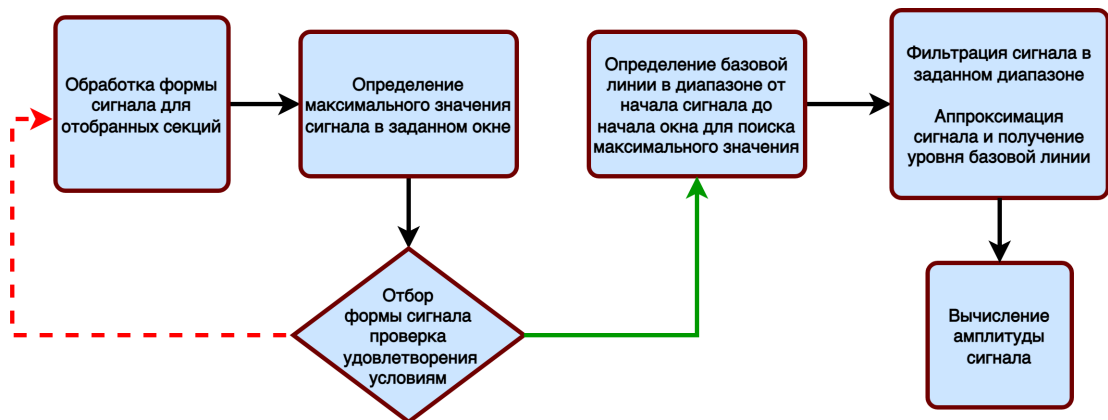 Обработка формы
сигнала для
отобранных секций
Определение
максимального значения
сигнала в заданном окне
Отбор
формы сигнала
проверка
удовлетворения
условиям
Определение базовой
линии в диапазоне от
начала сигнала до
начала окна для поиска
максимального значения
Фильтрация сигнала в
заданном диапазоне
Аппроксимация
сигнала и получение
уровня базовой линии
Вычисление
амплитуды
сигнала